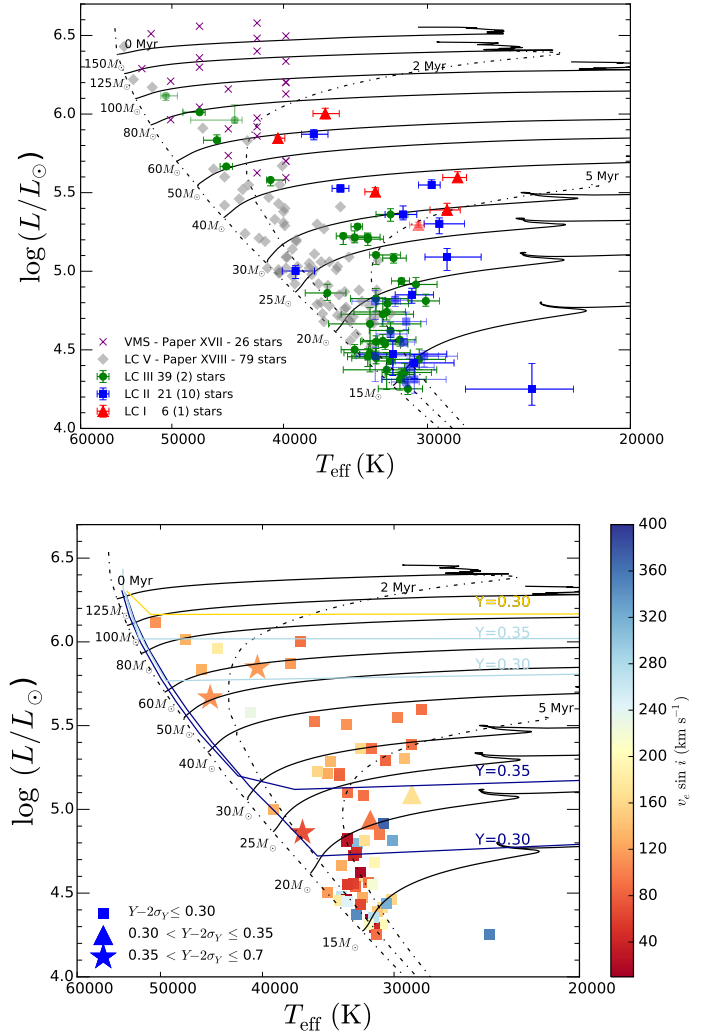 6.5
6.0
5.5
5.0
4.5
4.0
log (L/L⊙)
0 Myr
2 Myr
5 Myr
150M⊙
125M⊙
100M⊙
80M⊙
60M⊙
50M⊙
40M⊙
30M⊙
25M⊙
20M⊙
15M⊙
VMS - Paper XVII - 26 stars
LC V - Paper XVIII - 79 stars
LC III 39 (2) stars
LC II 21 (10) stars
LC I 6 (1) stars
60000 50000 40000 30000 20000
Teff (K)
6.5
6.0
5.5
5.0
4.5
4.0
log (L/L⊙)
0 Myr
2 Myr
5 Myr
Y=0.30
Y=0.35
Y=0.30
Y=0.35
Y=0.30
125M⊙
100M⊙
80M⊙
60M⊙
50M⊙
40M⊙
30M⊙
25M⊙
20M⊙
15M⊙
Y−2σY ≤ 0.30
0.30 < Y−2σY ≤ 0.35
0.35 < Y−2σY ≤ 0.7
60000 50000 40000 30000 20000
Teff (K)
400
360
320
280
240
200
160
120
80
40
ve sin i (km s⁻¹)